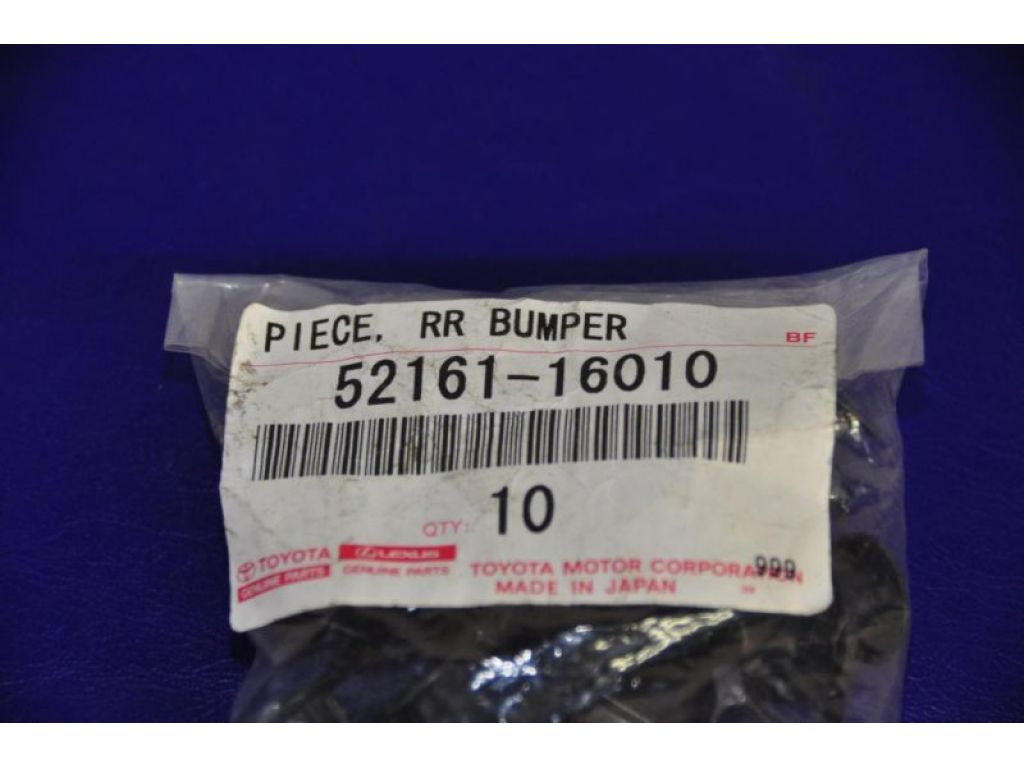 PIECE, RR BUMPER
BF
52161-16010
QTY: 10
TOYOTA
GENUINE PARTS
LEXUS
GENUINE PARTS
TOYOTA MOTOR CORPORATION
999
MADE IN JAPAN